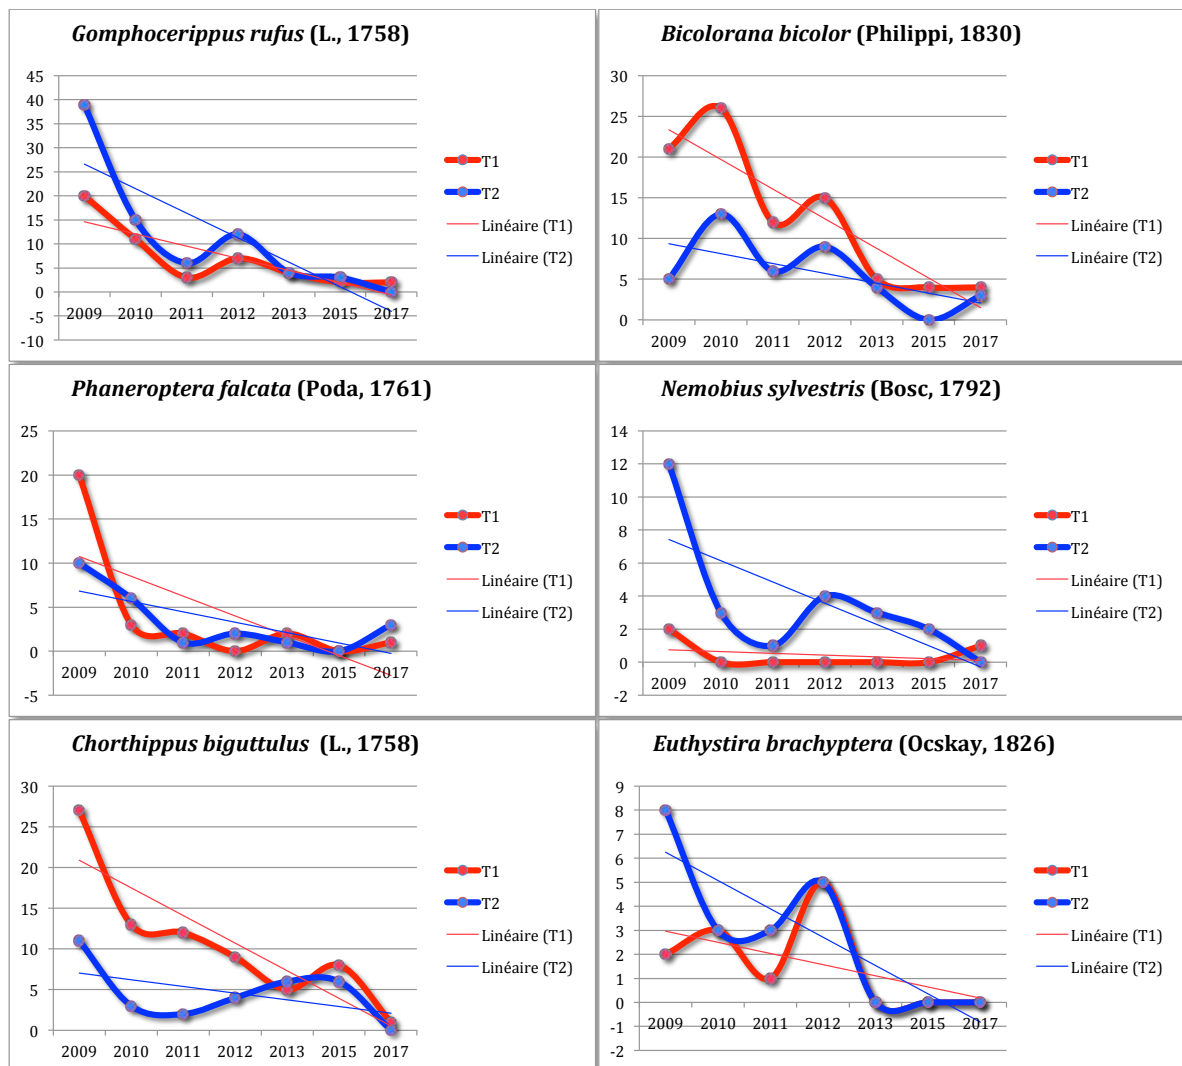 Gomphocerippus rufus (L., 1758)
45
40
35
30
25
20
15
10
5
0
-5
-10
2009 2010 2011 2012 2013 2015 2017
T1
T2
Linéaire (T1)
Linéaire (T2)
Bicolorana bicolor (Philippi, 1830)
30
25
20
15
10
5
0
2009 2010 2011 2012 2013 2015 2017
T1
T2
Linéaire (T1)
Linéaire (T2)
Phaneroptera falcata (Poda, 1761)
25
20
15
10
5
0
-5
2009 2010 2011 2012 2013 2015 2017
T1
T2
Linéaire (T1)
Linéaire (T2)
Nemobius sylvestris (Bosc, 1792)
14
12
10
8
6
4
2
0
-2
2009 2010 2011 2012 2013 2015 2017
T1
T2
Linéaire (T1)
Linéaire (T2)
Chorthippus biguttulus (L., 1758)
30
25
20
15
10
5
0
2009 2010 2011 2012 2013 2015 2017
T1
T2
Linéaire (T1)
Linéaire (T2)
Euthystira brachyptera (Ocskay, 1826)
9
8
7
6
5
4
3
2
1
0
-1
-2
2009 2010 2011 2012 2013 2015 2017
T1
T2
Linéaire (T1)
Linéaire (T2)